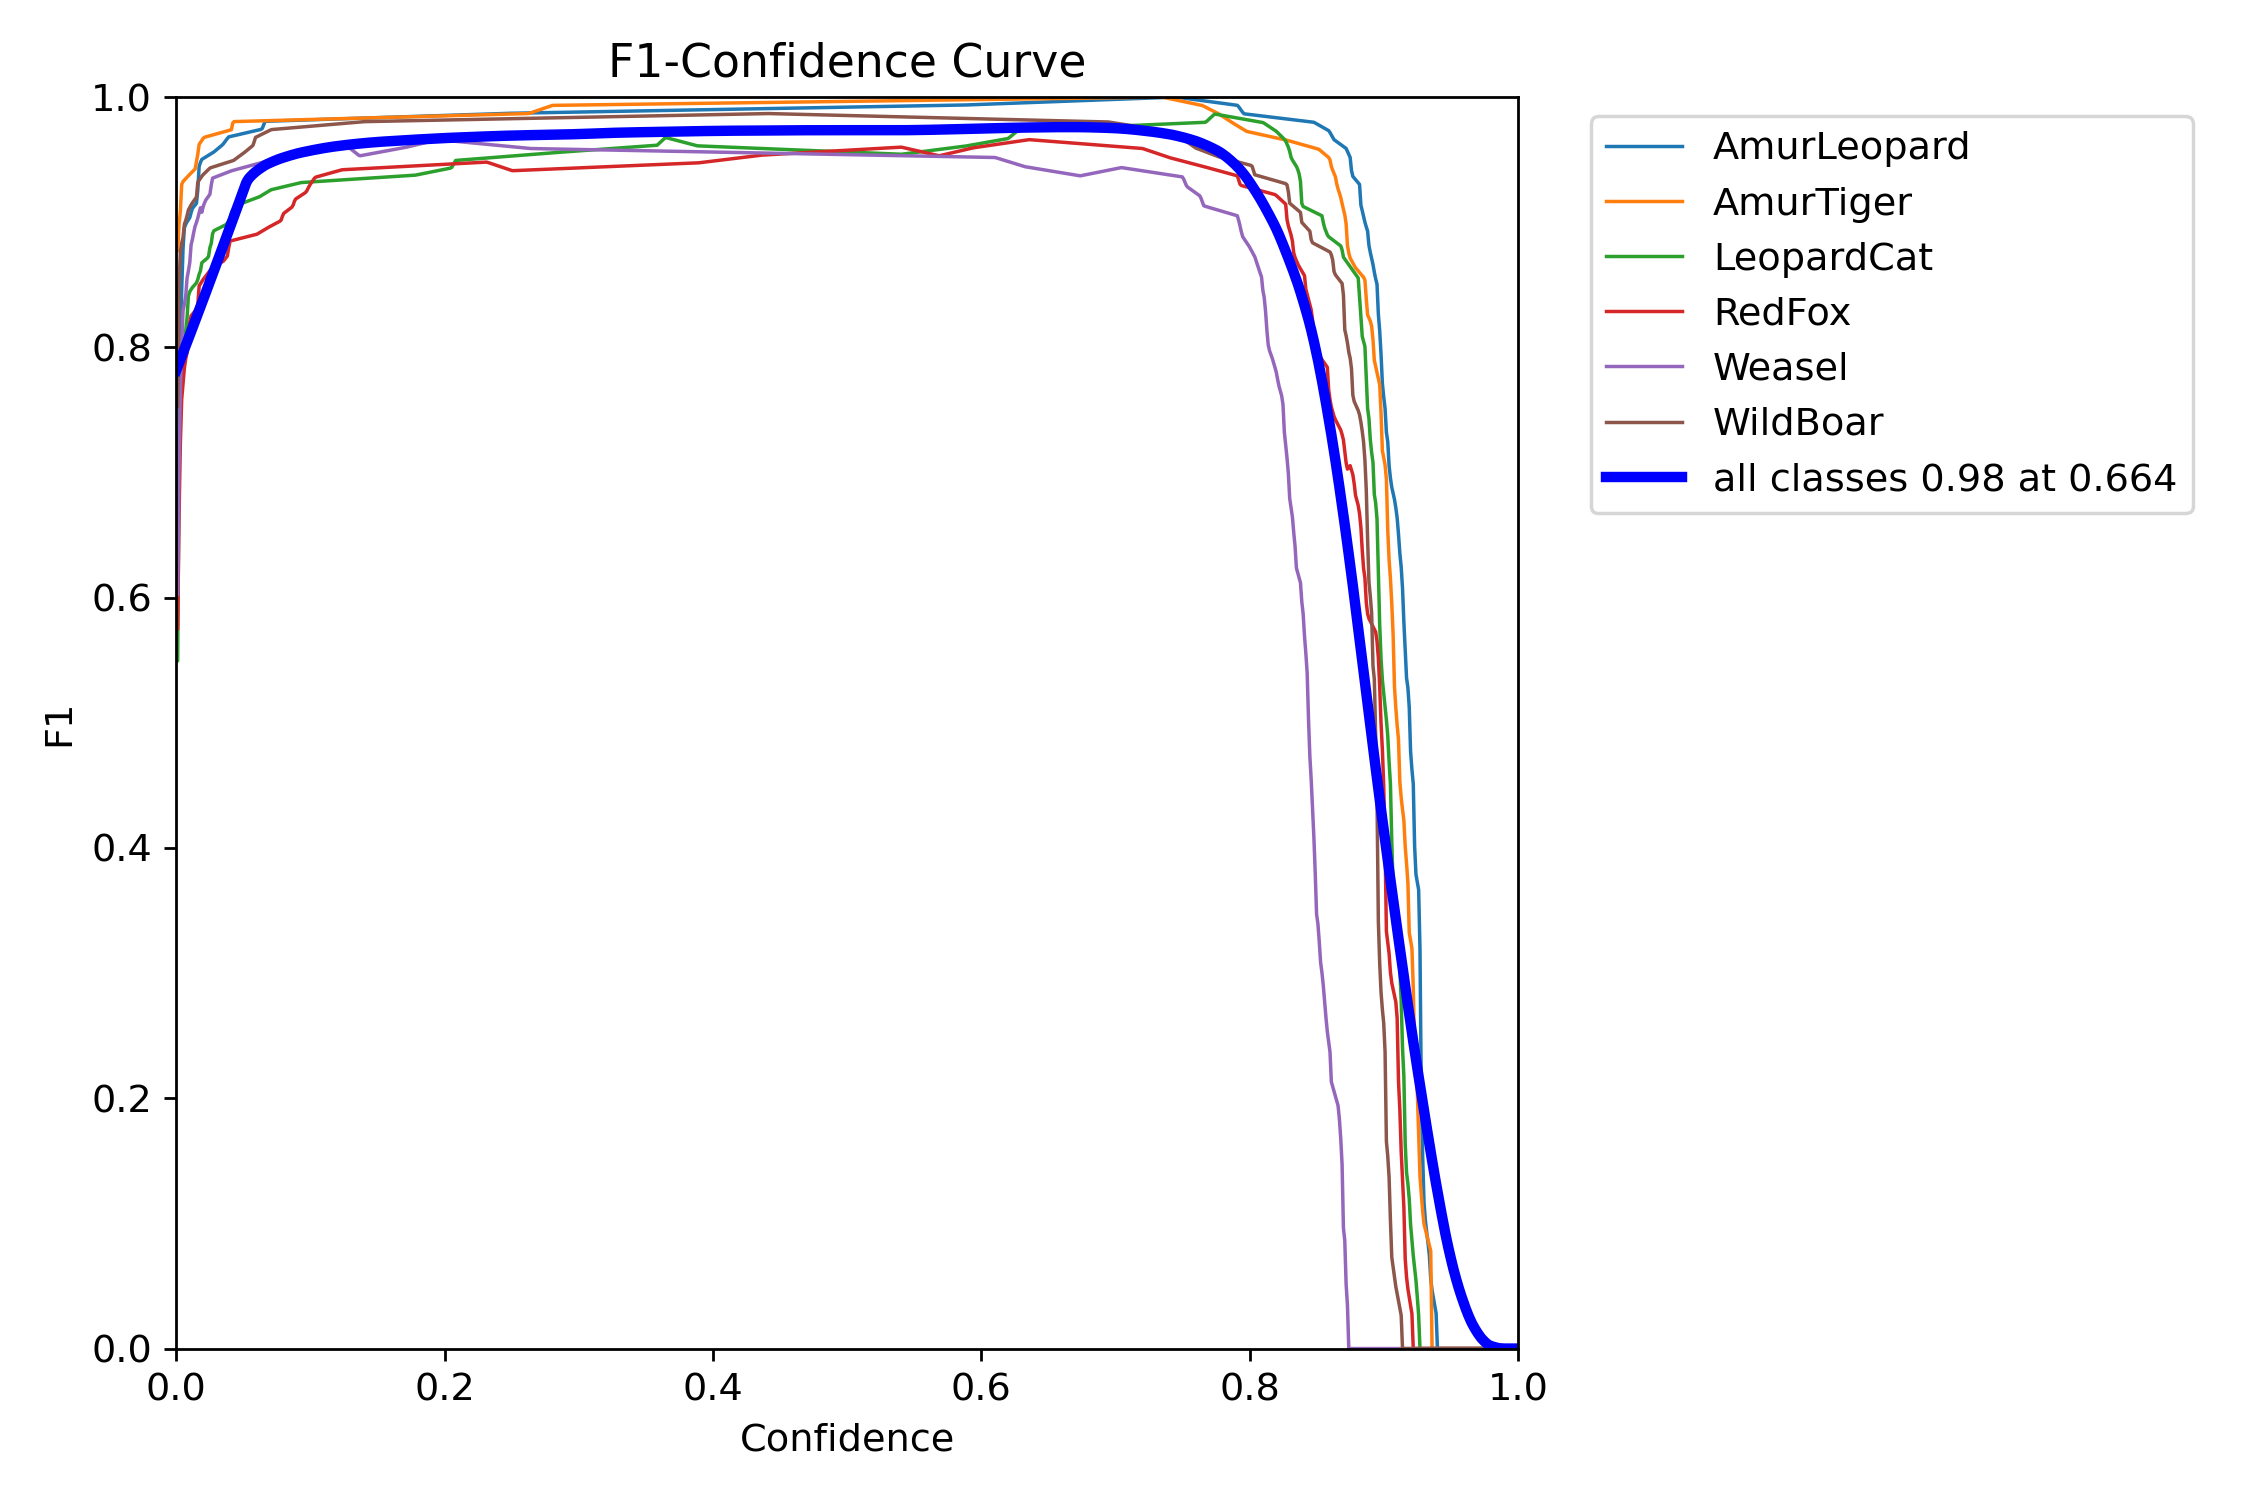 F1-Confidence Curve
1.0
0.8
0.6
0.4
0.2
0.0
F1
0.0 0.2 0.4 0.6 0.8 1.0
Confidence
AmurLeopard
AmurTiger
LeopardCat
RedFox
Weasel
WildBoar
all classes 0.98 at 0.664